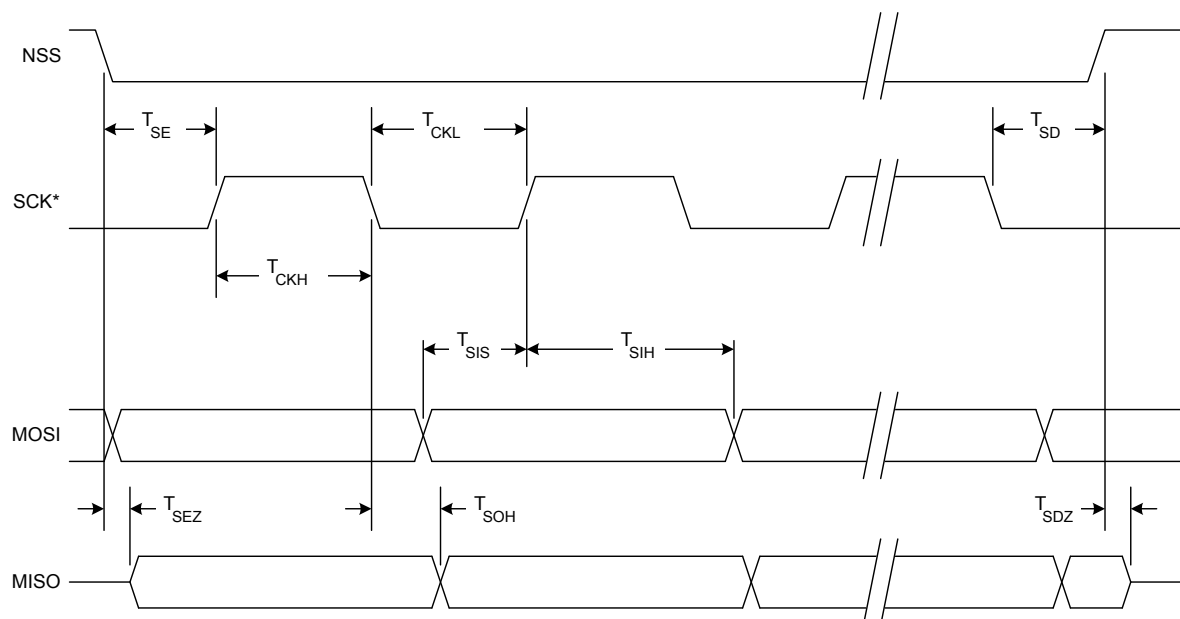 NSS
T_SE
T_CKL
T_SD
SCK*
T_CKH
T_SIS
T_SIH
MOSI
T_SEZ
T_SOH
T_SDZ
MISO